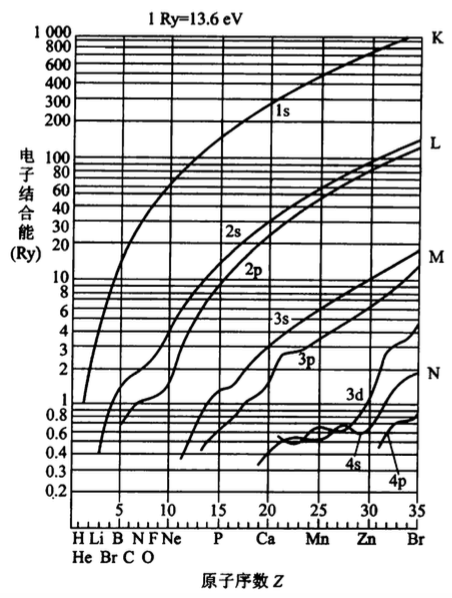 1 Ry=13.6 eV
1 000
800
600
400
300
200
100
80
60
40
30
20
10
8
6
4
3
2
1
0.8
0.6
0.4
0.3
0.2
电子结合能
(Ry)
K
L
M
N
1s
2s
2p
3s
3p
3d
4s
4p
5 10 15 20 25 30 35
H Li B N F Ne P Ca Mn Zn Br
He Br C O
原子序数 Z